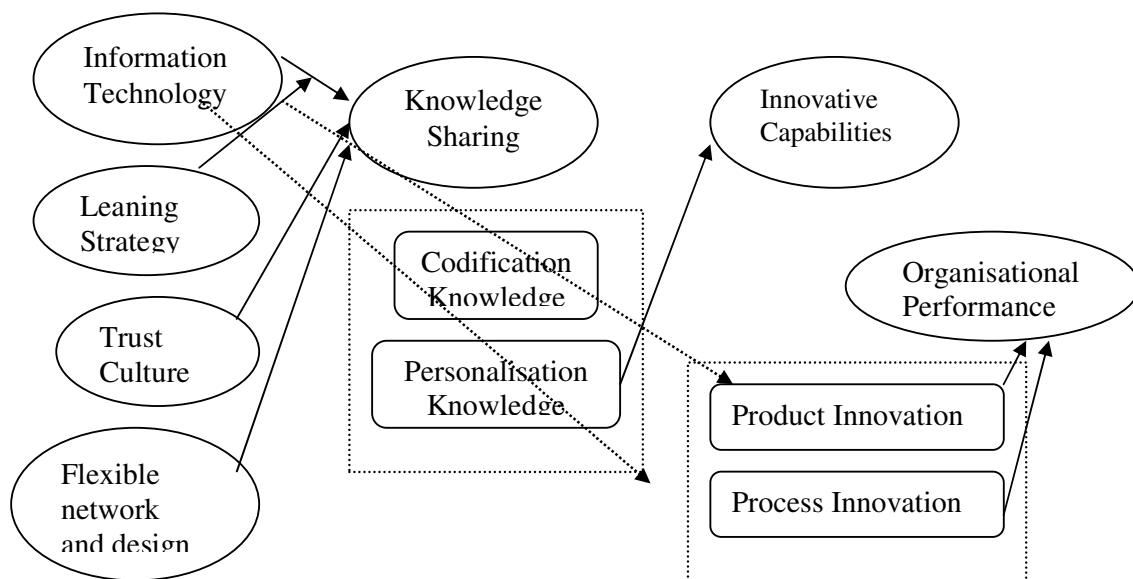 Information
Technology
Knowledge
Sharing
Innovative
Capabilities
Leaning
Strategy
Codification
Knowledge
Organisational
Performance
Trust
Culture
Personalisation
Knowledge
Product Innovation
Flexible
network
and design
Process Innovation